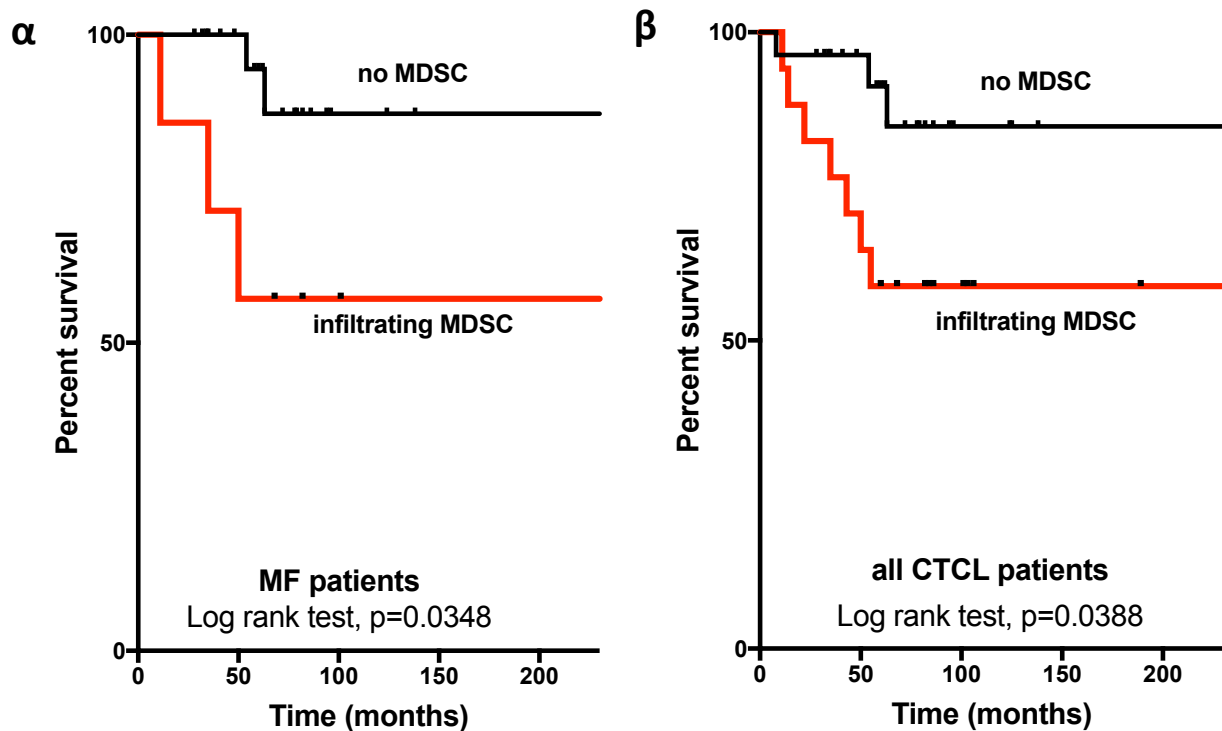 α
100
50
0
Percent survival
no MDSC
infiltrating MDSC
MF patients
Log rank test, p=0.0348
0 50 100 150 200
Time (months)
β
100
50
0
Percent survival
no MDSC
infiltrating MDSC
all CTCL patients
Log rank test, p=0.0388
0 50 100 150 200
Time (months)